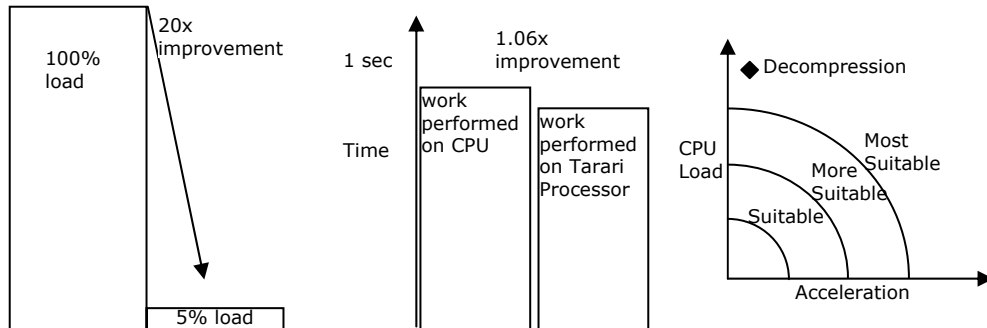 100%
load
20x
improvement
5% load
1 sec
Time
1.06x
improvement
work
performed
on CPU
work
performed
on Tarari
Processor
CPU
Load
Decompression
Most
Suitable
More
Suitable
Suitable
Acceleration